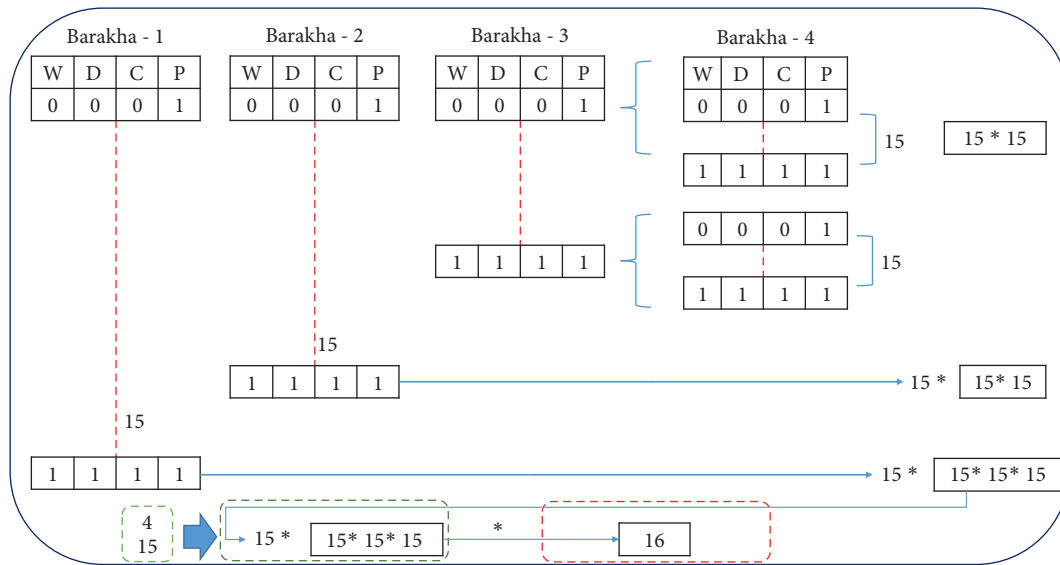 Barakha - 1 Barakha - 2 Barakha - 3 Barakha - 4
W D C P W D C P W D C P W D C P
0 0 0 1 0 0 0 1 0 0 0 1 0 0 0 1
15 15 * 15
1 1 1 1
0 0 0 1
1 1 1 1 15
1 1 1 1
15
1 1 1 1 15 * 15* 15
15
1 1 1 1 15 * 15* 15* 15
4
15 15 * 15* 15* 15 * 16